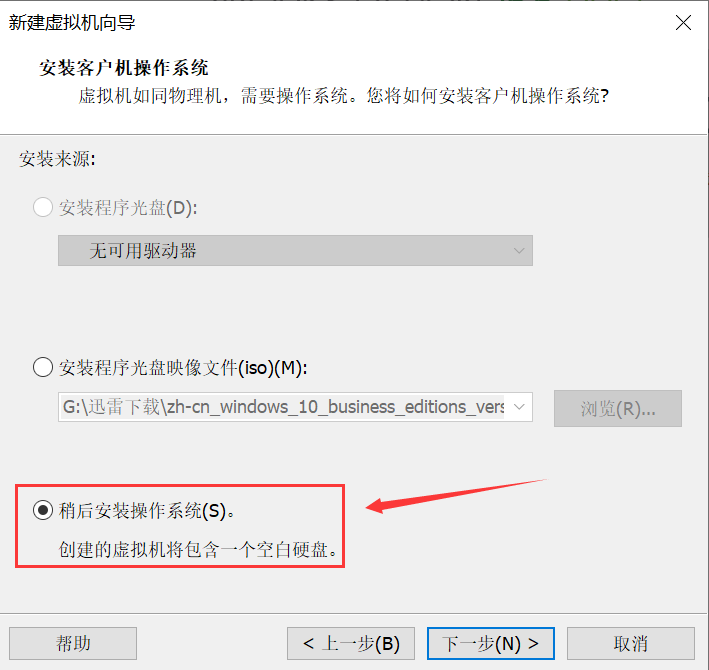 新建虚拟机向导
安装客户机操作系统
虚拟机如同物理机，需要操作系统。您将如何安装客户机操作系统?
安装来源:
安装程序光盘(D):
无可用驱动器
安装程序光盘映像文件(iso)(M):
G:\迅雷下载\zh-cn_windows_10_business_editions_vers
浏览(R)...
稍后安装操作系统(S)。
创建的虚拟机将包含一个空白硬盘。
帮助
< 上一步(B)
下一步(N) >
取消